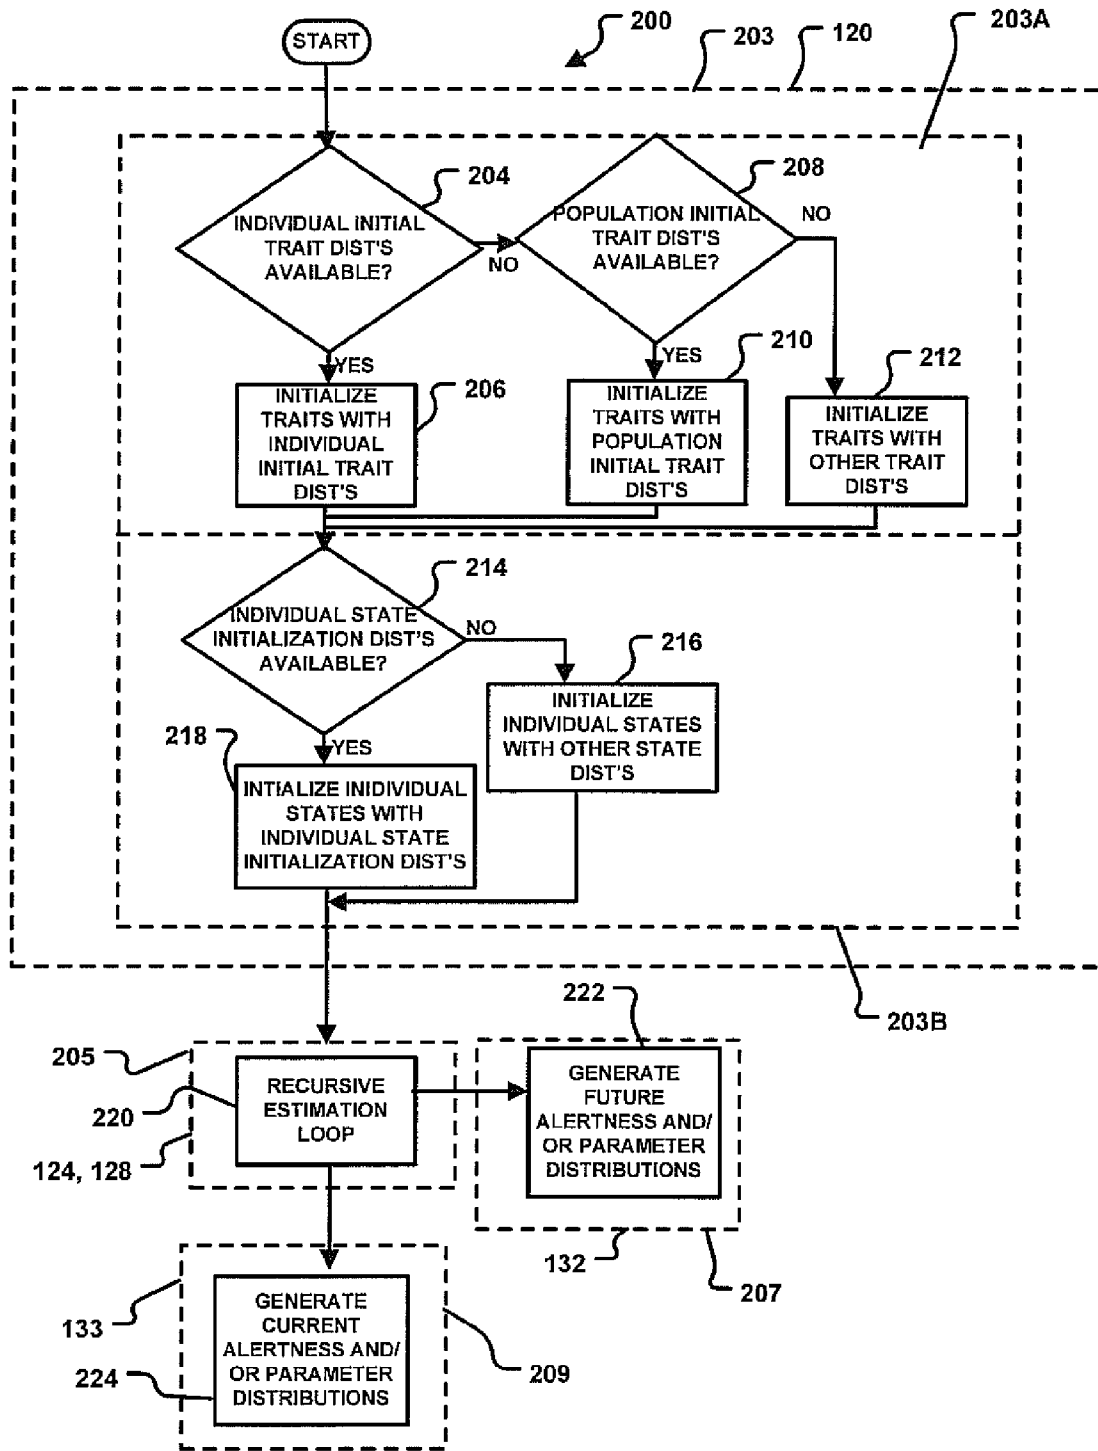 START
200
203
120
203A
204
208
INDIVIDUAL INITIAL
TRAIT DIST'S
AVAILABLE?
NO
POPULATION INITIAL
TRAIT DIST'S
AVAILABLE?
NO
YES
206
YES
210
212
INITIALIZE
TRAITS WITH
INDIVIDUAL
INITIAL TRAIT
DIST'S
INITIALIZE
TRAITS WITH
POPULATION
INITIAL TRAIT
DIST'S
INITIALIZE
TRAITS WITH
OTHER TRAIT
DIST'S
214
INDIVIDUAL STATE
INITIALIZATION DIST'S
AVAILABLE?
NO
216
INITIALIZE
INDIVIDUAL STATES
WITH OTHER STATE
DIST'S
218
YES
INTIALIZE INIDIVIDUAL
STATES WITH
INDIVIDUAL STATE
INITIALIZATION DIST'S
203B
205
220
124, 128
RECURSIVE
ESTIMATION
LOOP
222
GENERATE
FUTURE
ALERTNESS AND/
OR PARAMETER
DISTRIBUTIONS
132
207
133
224
GENERATE
CURRENT
ALERTNESS AND/
OR PARAMETER
DISTRIBUTIONS
209